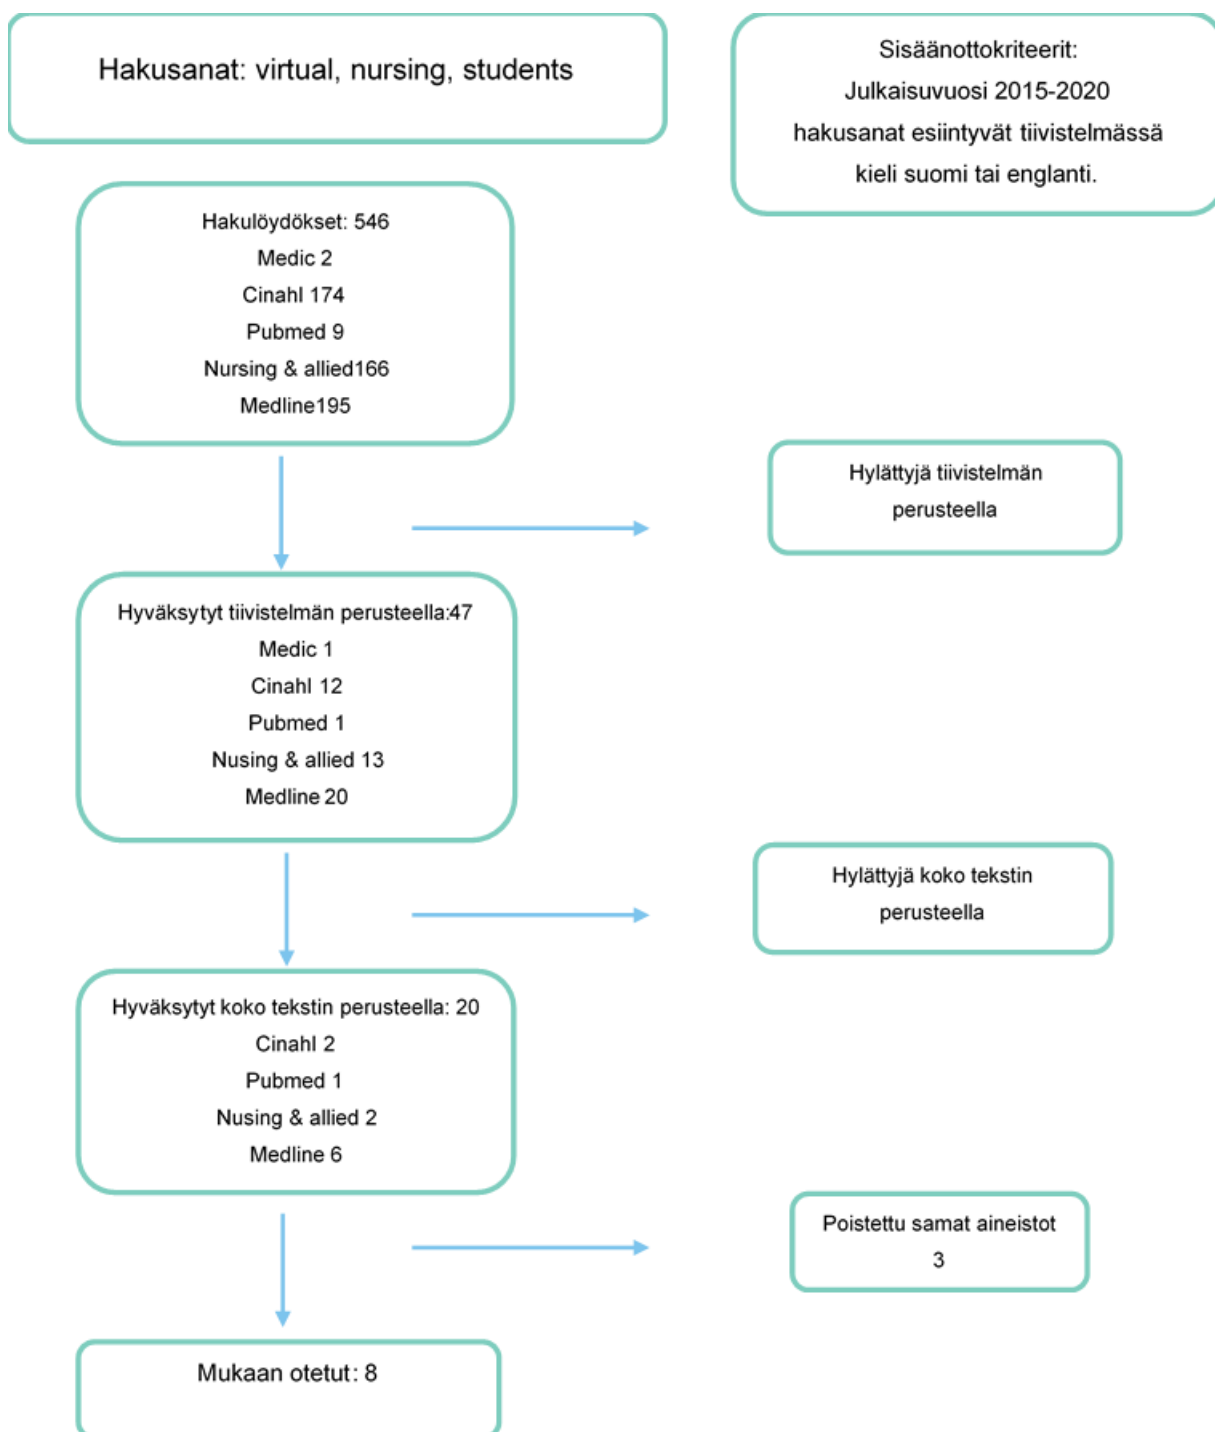 Hakusanat: virtual, nursing, students
Sisäänottokriteerit:
Julkaisuvuosi 2015-2020
hakusanat esiintyvät tiivistelmässä
kieli suomi tai englanti.
Hakulöydökset: 546
Medic 2
Cinahl 174
Pubmed 9
Nursing & allied166
Medline195
Hylättyjä tiivistelmän
perusteella
Hyväksytyt tiivistelmän perusteella:47
Medic 1
Cinahl 12
Pubmed 1
Nusing & allied 13
Medline 20
Hylättyjä koko tekstin
perusteella
Hyväksytyt koko tekstin perusteella: 20
Cinahl 2
Pubmed 1
Nusing & allied 2
Medline 6
Poistettu samat aineistot
3
Mukaan otetut: 8